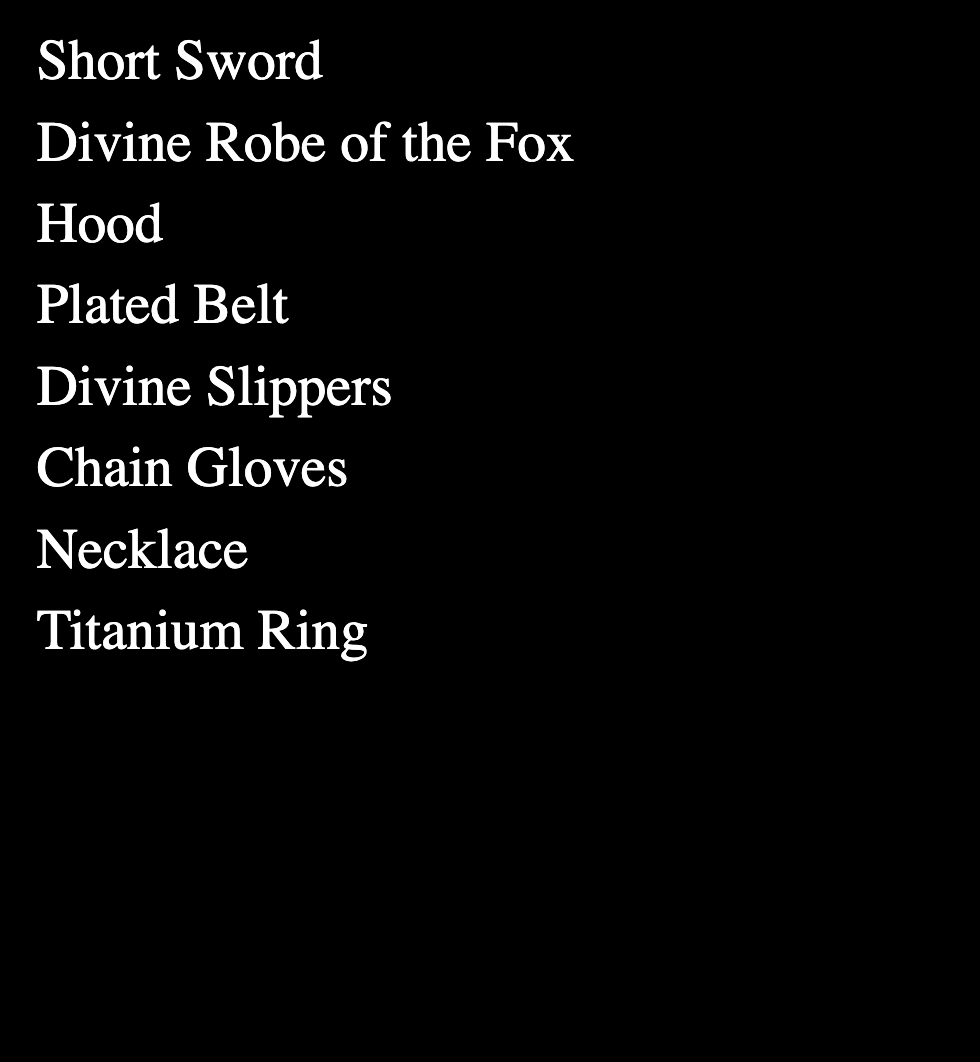 Short Sword
Divine Robe of the Fox
Hood
Plated Belt
Divine Slippers
Chain Gloves
Necklace
Titanium Ring